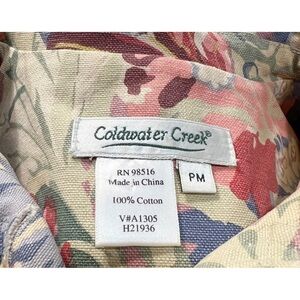 Coldwater Creek®
RN 98516
Made in China
100% Cotton
V#A1305
H21936
PM